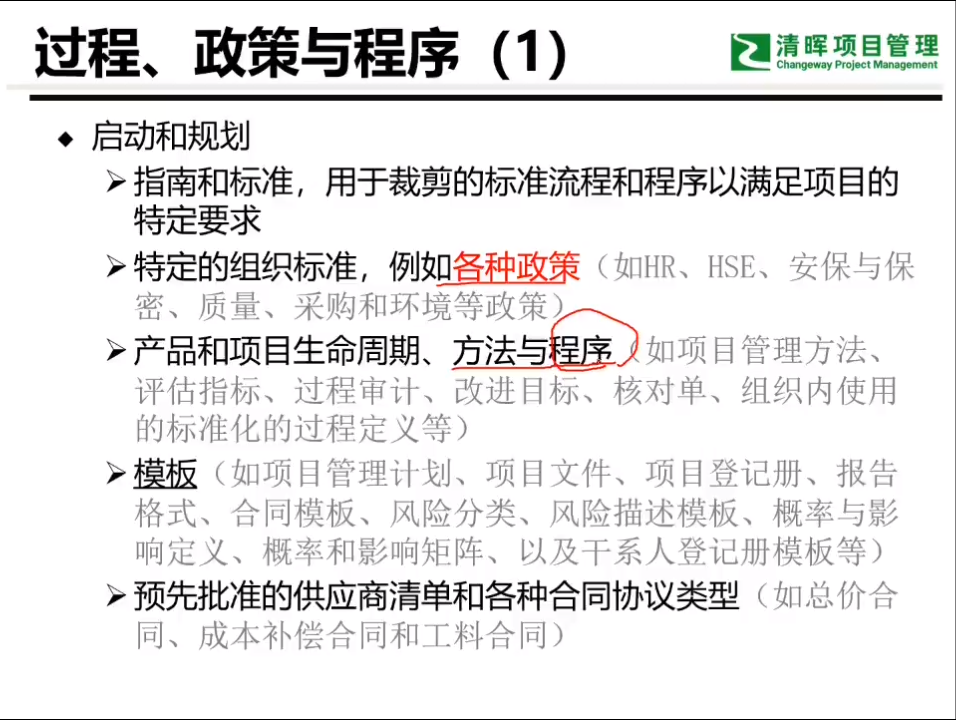 过程、政策与程序（1）
清晖项目管理
Changeway Project Management
◆ 启动和规划
➢指南和标准，用于裁剪的标准流程和程序以满足项目的
特定要求
➢特定的组织标准，例如各种政策（如HR、HSE、安保与保
密、质量、采购和环境等政策）
➢产品和项目生命周期、方法与程序（如项目管理方法、
评估指标、过程审计、改进目标、核对单、组织内使用
的标准化的过程定义等）
➢模板（如项目管理计划、项目文件、项目登记册、报告
格式、合同模板、风险分类、风险描述模板、概率与影
响定义、概率和影响矩阵、以及干系人登记册模板等）
➢预先批准的供应商清单和各种合同协议类型（如总价合
同、成本补偿合同和工料合同）